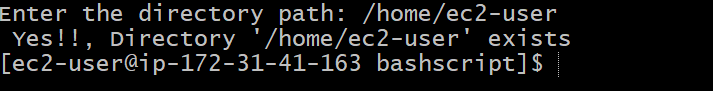 Enter the directory path: /home/ec2-user
 Yes!!, Directory '/home/ec2-user' exists
[ec2-user@ip-172-31-41-163 bashscript]$